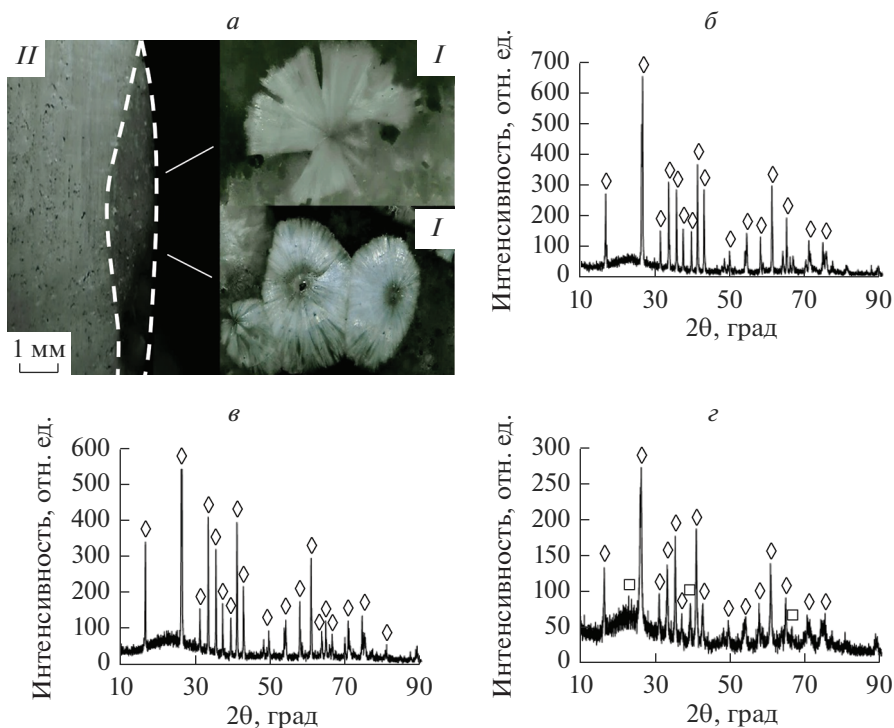 а
II
I
I
1 мм
б
Интенсивность, отн. ед.
700
600
500
400
300
200
100
0
10 30 50 70 90
2θ, град
в
Интенсивность, отн. ед.
600
500
400
300
200
100
0
10 30 50 70 90
2θ, град
г
Интенсивность, отн. ед.
300
250
200
150
100
50
0
10 30 50 70 90
2θ, град